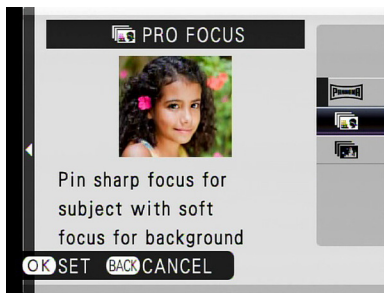 PRO FOCUS
Pin sharp focus for
subject with soft
focus for background
OK SET BACK CANCEL